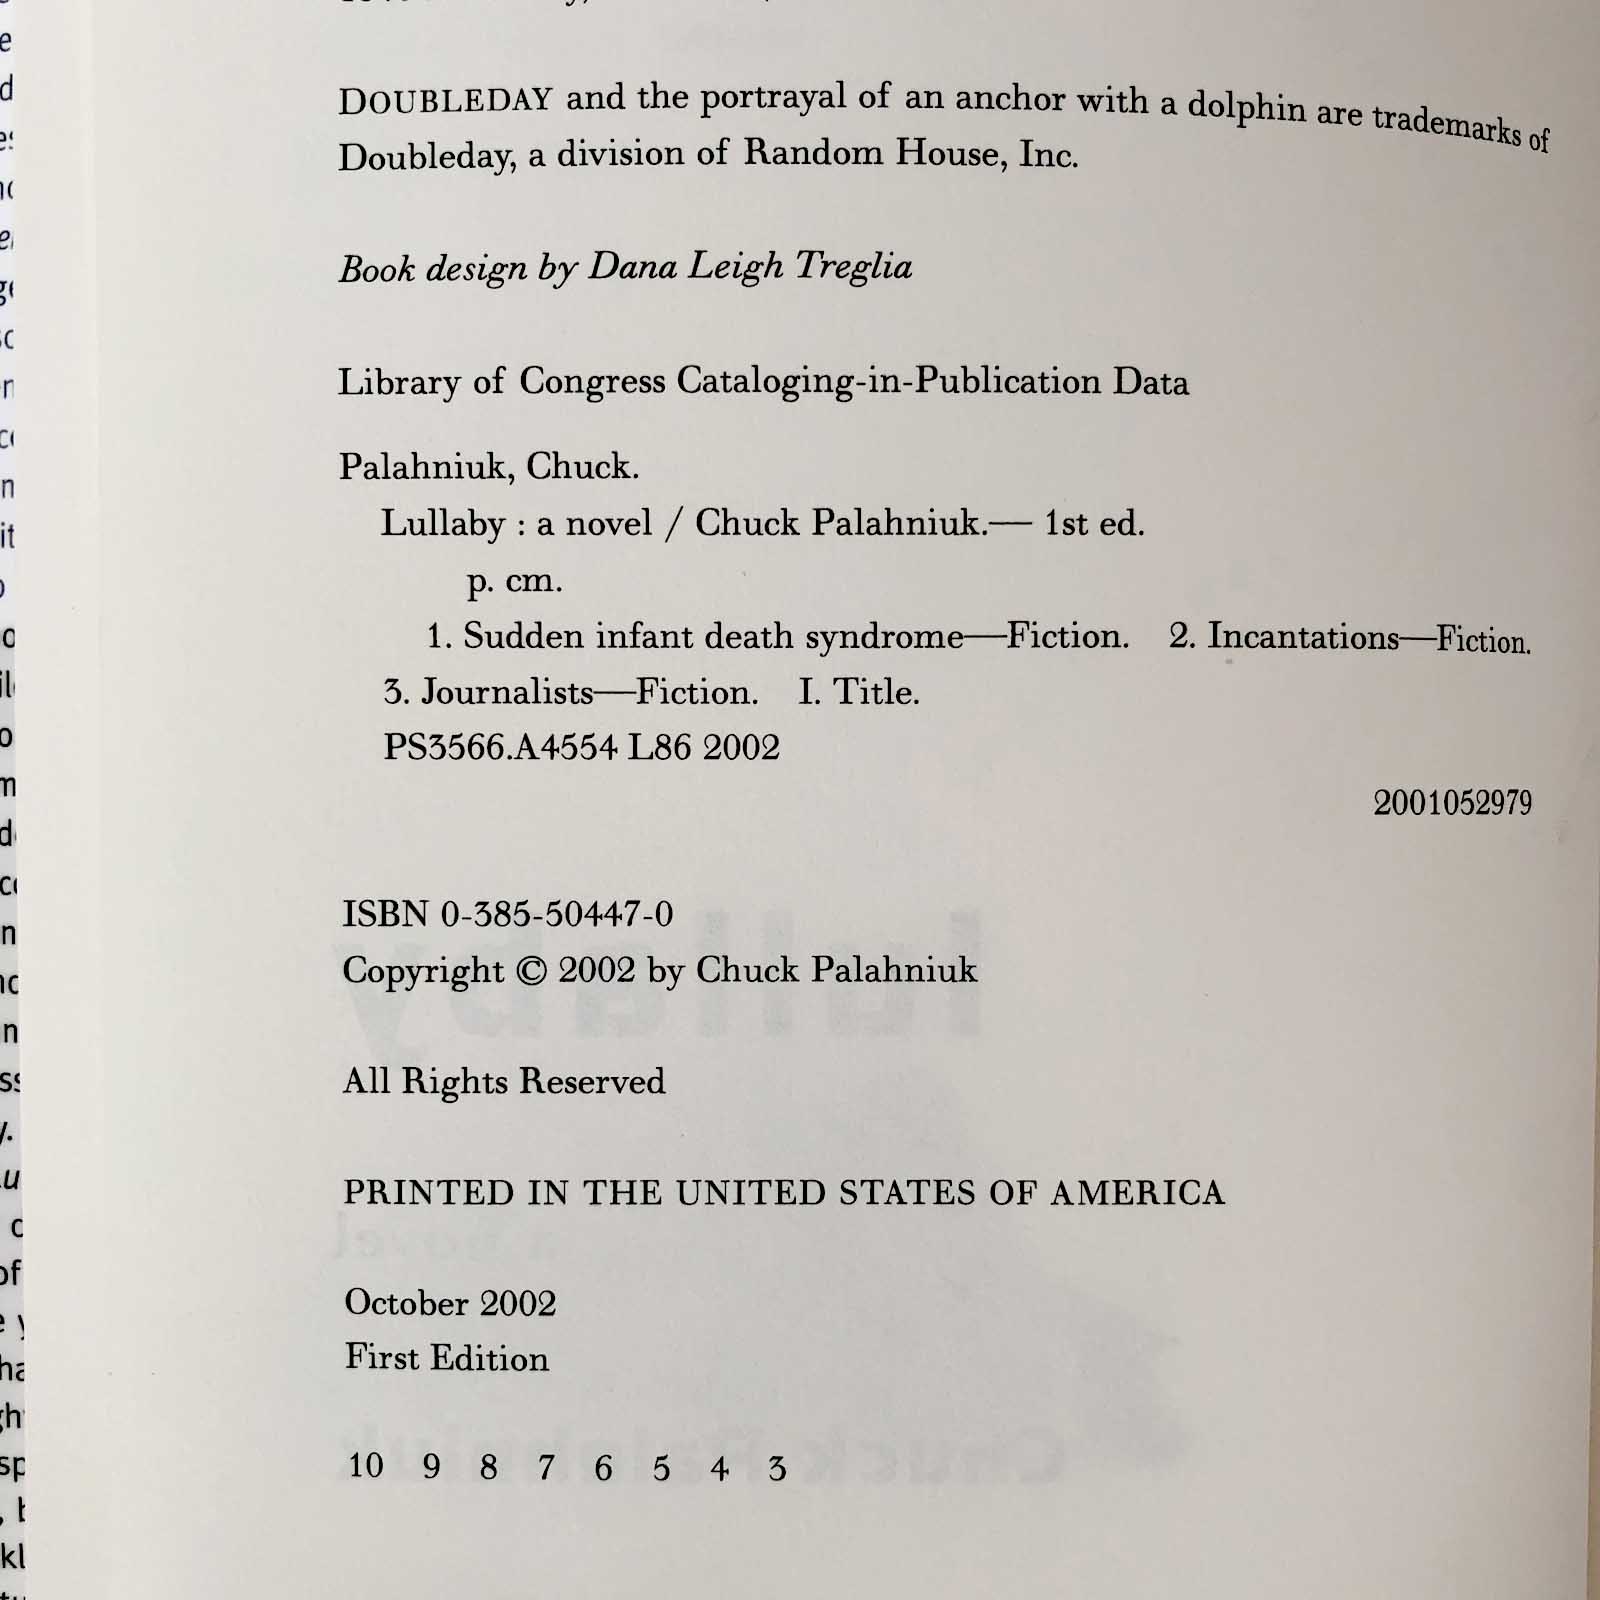 DOUBLEDAY and the portrayal of an anchor with a dolphin are trademarks of
Doubleday, a division of Random House, Inc.
Book design by Dana Leigh Treglia
Library of Congress Cataloging-in-Publication Data
Palahniuk, Chuck.
Lullaby : a novel / Chuck Palahniuk.— 1st ed.
p. cm.
1. Sudden infant death syndrome—Fiction. 2. Incantations—Fiction.
3. Journalists—Fiction. I. Title.
PS3566.A4554 L86 2002
2001052979
ISBN 0-385-50447-0
Copyright © 2002 by Chuck Palahniuk
All Rights Reserved
PRINTED IN THE UNITED STATES OF AMERICA
October 2002
First Edition
10 9 8 7 6 5 4 3